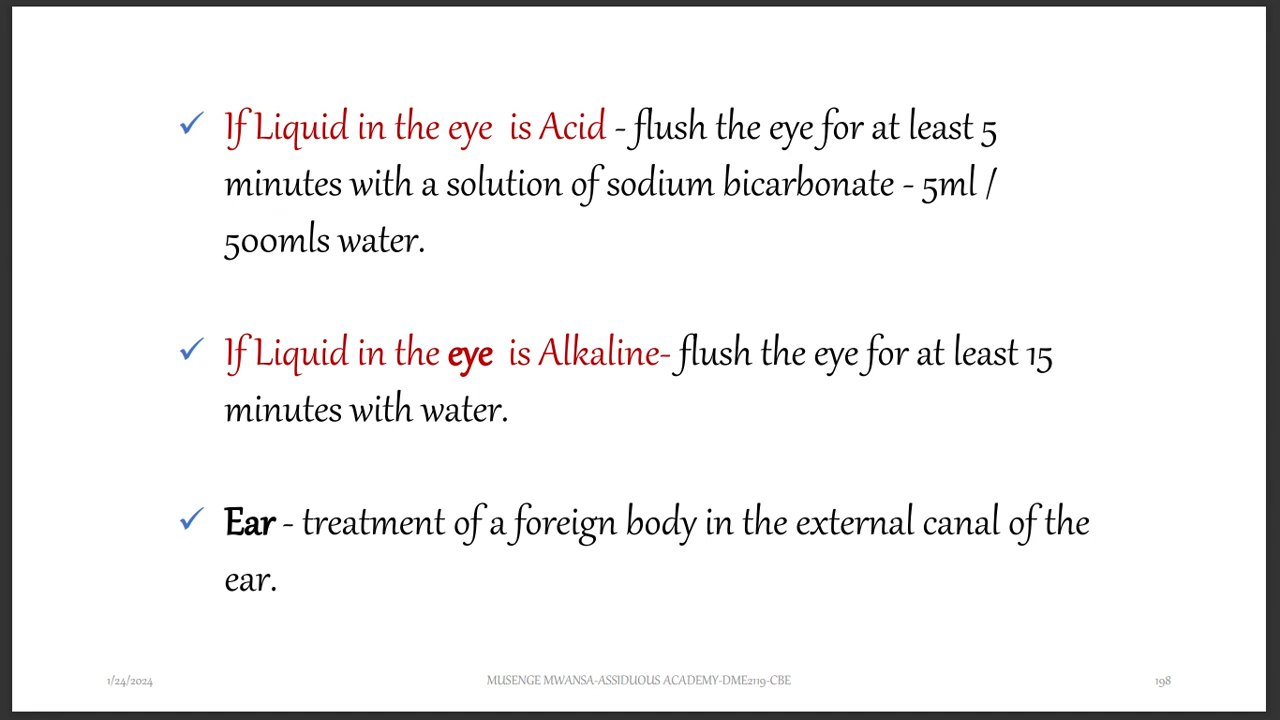 If Liquid in the eye is Acid - flush the eye for at least 5
minutes with a solution of sodium bicarbonate - 5ml /
500mls water.
If Liquid in the eye is Alkaline- flush the eye for at least 15
minutes with water.
Ear - treatment of a foreign body in the external canal of the
ear.
1/24/2024
MUSENGE MWANSA-ASSIDUOUS ACADEMY-DME2119-CBE
198